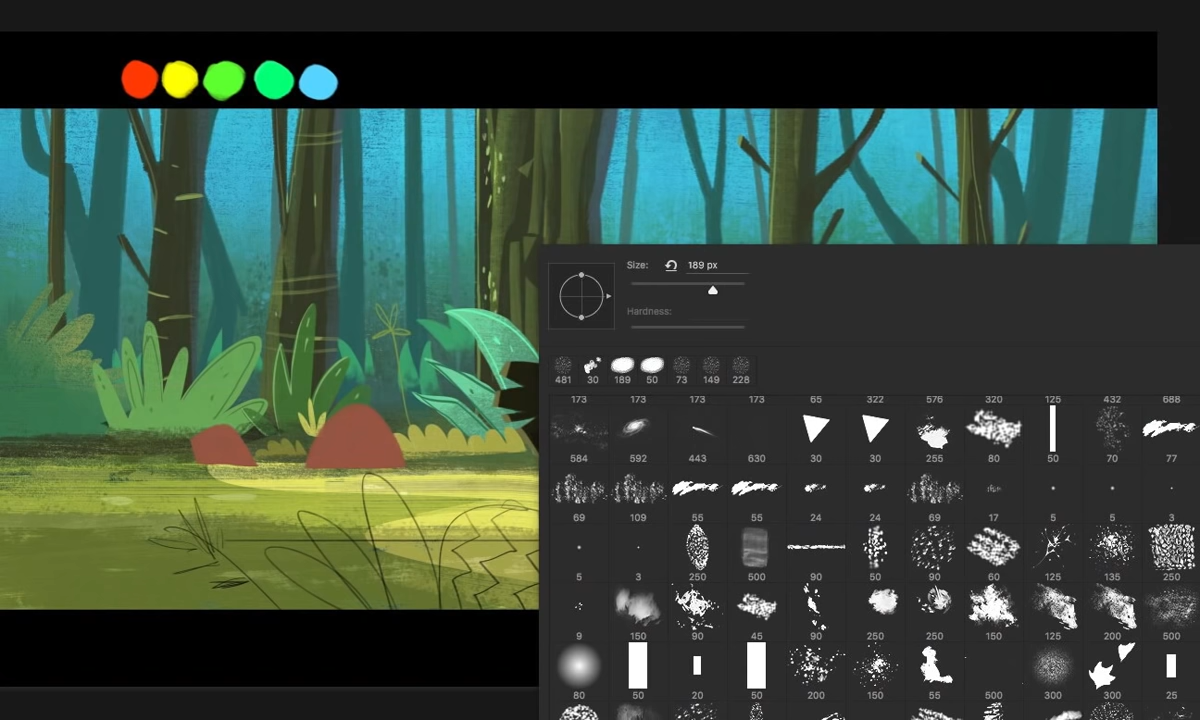 Size: 189 px
Hardness:
481 30 189 50 73 149 228
173 173 173 173 65 322 576 320 125 432 688
584 592 443 630 30 30 255 80 50 70 77
69 109 55 55 24 24 69 17 5 5 3
5 3 250 500 90 50 90 60 125 135 250
9 150 90 45 90 250 250 150 125 200 500
80 50 20 50 200 150 55 500 300 300 25